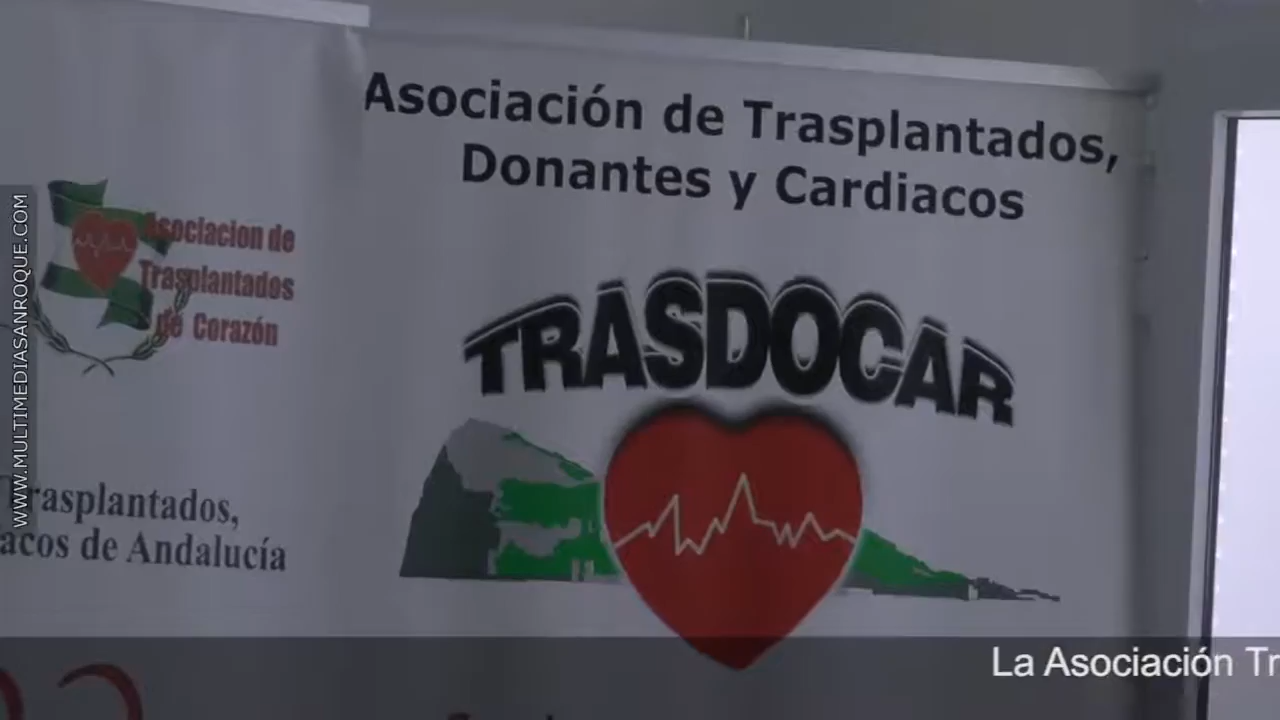 Asociación de Trasplantados,
Donantes y Cardiacos
TRASDOCAR
Asociacion de
Trasplantados
de Corazón
Trasplantados,
acos de Andalucía
WWW.MULTIMEDIASANROQUE.COM
La Asociación Tr